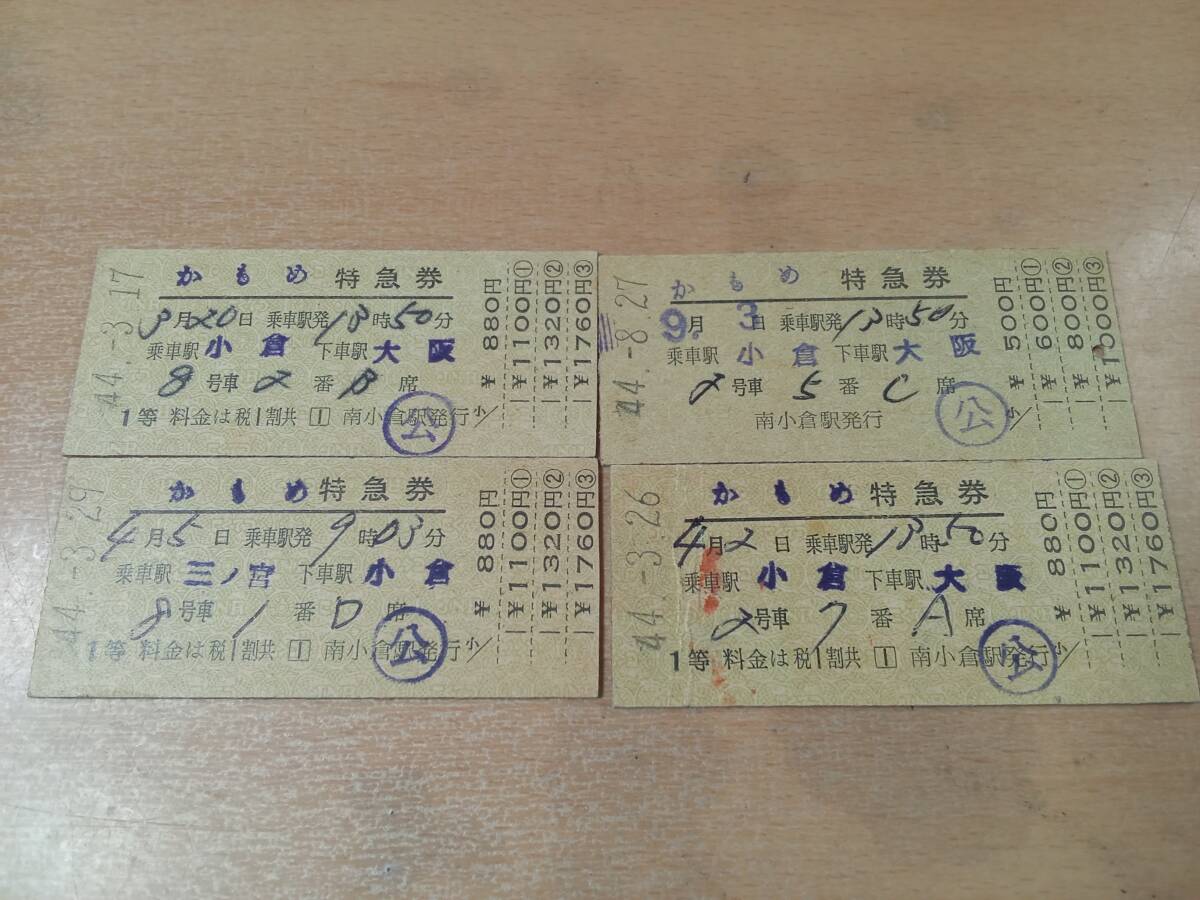 44.-3.17
かもめ 特急券
3月20日 乗車駅発13時50分
乗車駅 小倉 下車駅 大阪
8号車 2番 B席
1等 料金は税1割共 1 南小倉駅発行
公
小
¥ 880円
¥1100円①
¥1320円②
¥1760円③
44.-8.27
かもめ 特急券
9月3日 乗車駅発13時50分
乗車駅 小倉 下車駅 大阪
2号車 5番 C席
南小倉駅発行
公
小
¥ 500円
¥ 600円①
¥ 800円②
¥1000円③
44.-3.29
かもめ 特急券
4月5日 乗車駅発9時03分
乗車駅 三ノ宮 下車駅 小倉
8号車 1番 D席
1等 料金は税1割共 1 南小倉駅発行
公
小
¥ 880円
¥1100円①
¥1320円②
¥1760円③
44.-3.26
かもめ 特急券
4月2日 乗車駅発13時50分
乗車駅 小倉 下車駅 大阪
2号車 7番 A席
1等 料金は税1割共 1 南小倉駅発行
公
小
¥ 880円
¥1100円①
¥1320円②
¥1760円③